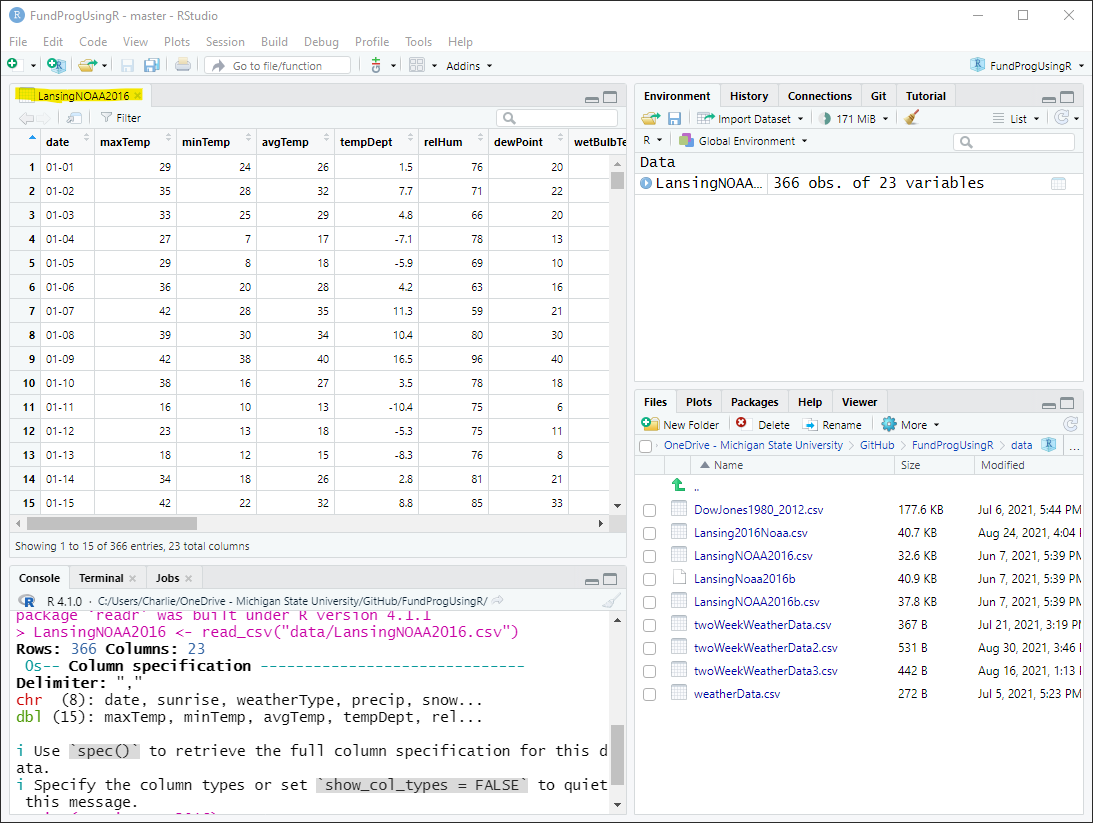 FundProgUsingR - master - RStudio
File Edit Code View Plots Session Build Debug Profile Tools Help
Go to file/function Addins FundProgUsingR
LansingNOAA2016
Filter
date maxTemp minTemp avgTemp tempDept relHum dewPoint wetBulbTe
1 01-01 29 24 26 1.5 76 20
2 01-02 35 28 32 7.7 71 22
3 01-03 33 25 29 4.8 66 20
4 01-04 27 7 17 -7.1 78 13
5 01-05 29 8 18 -5.9 69 10
6 01-06 36 20 28 4.2 63 16
7 01-07 42 28 35 11.3 59 21
8 01-08 39 30 34 10.4 80 30
9 01-09 42 38 40 16.5 96 40
10 01-10 38 16 27 3.5 78 18
11 01-11 16 10 13 -10.4 75 6
12 01-12 23 13 18 -5.3 75 11
13 01-13 18 12 15 -8.3 76 8
14 01-14 34 18 26 2.8 81 21
15 01-15 42 22 32 8.8 85 33
Showing 1 to 15 of 366 entries, 23 total columns
Console Terminal Jobs
R 4.1.0 · C:/Users/Charlie/OneDrive - Michigan State University/GitHub/FundProgUsingR/
package 'readr' was built under R version 4.1.1
> LansingNOAA2016 <- read_csv("data/LansingNOAA2016.csv")
Rows: 366 Columns: 23
0s-- Column specification ------------------------------
Delimiter: ","
chr (8): date, sunrise, weatherType, precip, snow...
dbl (15): maxTemp, minTemp, avgTemp, tempDept, rel...
i Use `spec()` to retrieve the full column specification for this d
ata.
i Specify the column types or set `show_col_types = FALSE` to quiet
this message.
Environment History Connections Git Tutorial
Import Dataset 171 MiB List
R Global Environment
Data
LansingNOAA... 366 obs. of 23 variables
Files Plots Packages Help Viewer
New Folder Delete Rename More
OneDrive - Michigan State University > GitHub > FundProgUsingR > data ...
Name Size Modified
..
DowJones1980_2012.csv 177.6 KB Jul 6, 2021, 5:44 PM
Lansing2016Noaa.csv 40.7 KB Aug 24, 2021, 4:04
LansingNOAA2016.csv 32.6 KB Jun 7, 2021, 5:39 PM
LansingNoaa2016b 40.9 KB Jun 7, 2021, 5:39 PM
LansingNOAA2016b.csv 37.8 KB Jun 7, 2021, 5:39 PM
twoWeekWeatherData.csv 367 B Jul 21, 2021, 3:19 P
twoWeekWeatherData2.csv 531 B Aug 30, 2021, 3:46
twoWeekWeatherData3.csv 442 B Aug 16, 2021, 1:13
weatherData.csv 272 B Jul 5, 2021, 5:23 PM